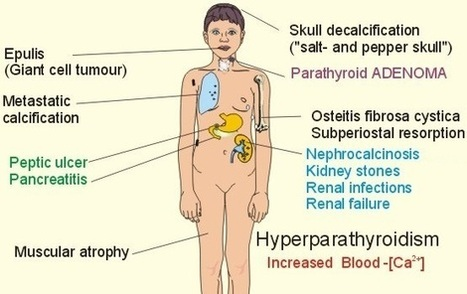 Skull decalcification
("salt- and pepper skull")
Epulis
(Giant cell tumour)
Parathyroid ADENOMA
Metastatic
calcification
Osteitis fibrosa cystica
Subperiostal resorption
Peptic ulcer
Pancreatitis
Nephrocalcinosis
Kidney stones
Renal infections
Renal failure
Muscular atrophy
Hyperparathyroidism
Increased Blood -[Ca²⁺]